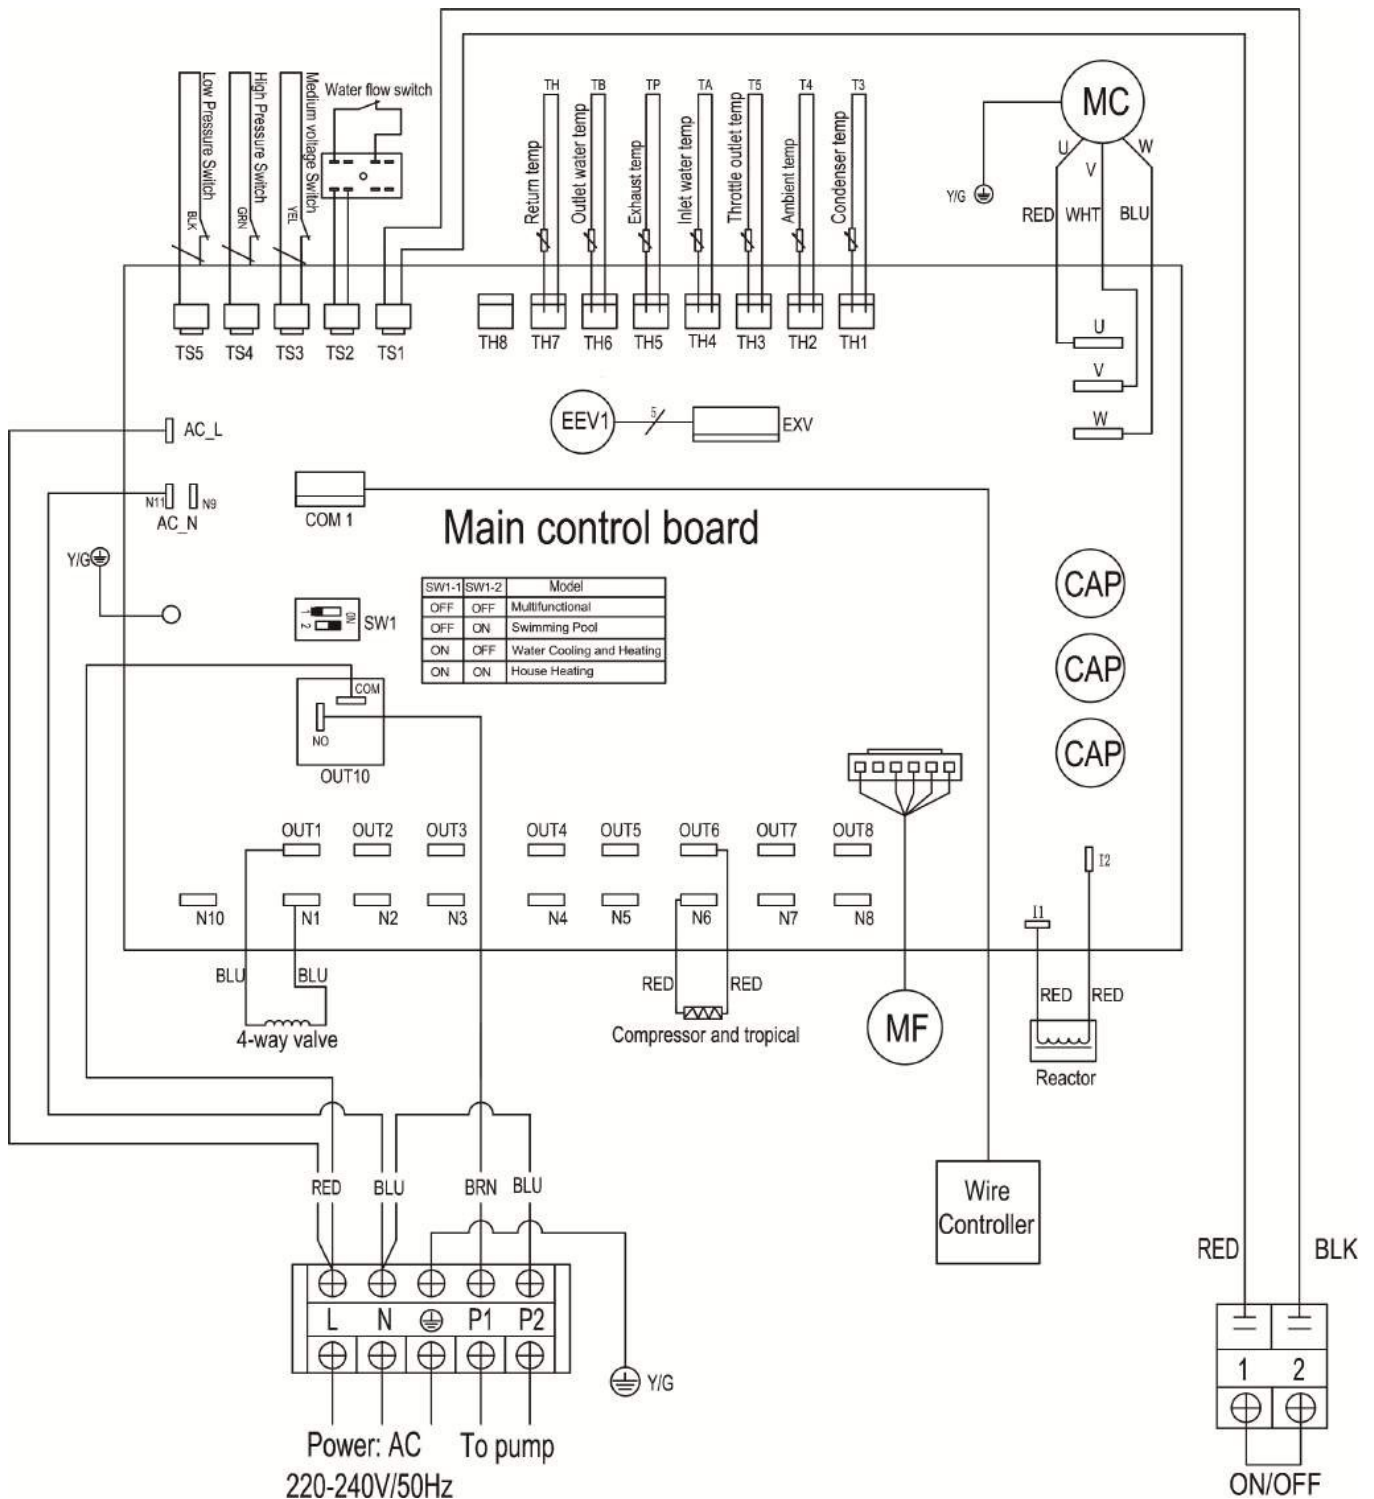 Low Pressure Switch
BLK
High Pressure Switch
GRN
Medium voltage Switch
YEL
Water flow switch
TH
TB
TP
TA
T5
T4
T3
Return temp
Outlet water temp
Exhaust temp
Inlet water temp
Throttle outlet temp
Ambient temp
Condenser temp
MC
U
V
W
Y/G
RED
WHT
BLU
TS5
TS4
TS3
TS2
TS1
TH8
TH7
TH6
TH5
TH4
TH3
TH2
TH1
U
V
W
AC_L
EEV1
5
EXV
N11
N9
AC_N
COM 1
Main control board
Y/G
1
2
ON
SW1
SW1-1 SW1-2 Model
OFF OFF Multifunctional
OFF ON Swimming Pool
ON OFF Water Cooling and Heating
ON ON House Heating
CAP
CAP
CAP
COM
NO
OUT10
OUT1 OUT2 OUT3 OUT4 OUT5 OUT6 OUT7 OUT8
I2
N10 N1 N2 N3 N4 N5 N6 N7 N8
I1
BLU BLU
4-way valve
RED RED
Compressor and tropical
MF
RED RED
Reactor
RED BLU BRN BLU
Wire
Controller
L N P1 P2
Y/G
Power: AC
220-240V/50Hz
To pump
RED
BLK
1 2
ON/OFF